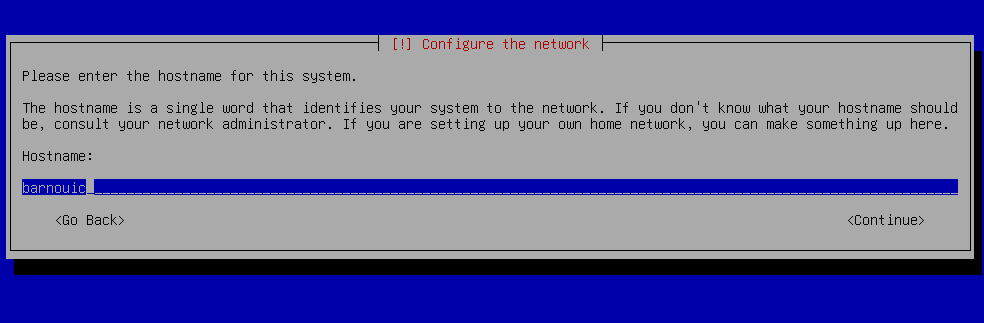 [!] Configure the network
Please enter the hostname for this system.
The hostname is a single word that identifies your system to the network. If you don't know what your hostname should
be, consult your network administrator. If you are setting up your own home network, you can make something up here.
Hostname:
barnouic
<Go Back> <Continue>